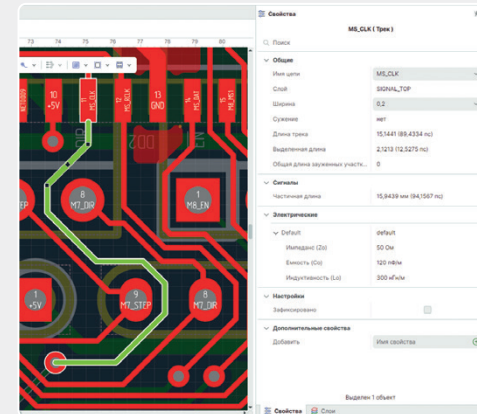 Свойства
MS_CLK ( Трек )
Поиск
Общие
Имя цепи MS_CLK
Слой SIGNAL_TOP
Ширина 0,2
Сужение нет
Длина трека 15,1441 (89,4334 пс)
Выделенная длина 2,1213 (12,5275 пс)
Общая длина зауженных участк... 0
Сигналы
Частичная длина 15,9439 мм (94,1567 пс)
Электрические
Default default
Импеданс (Zo) 50 Ом
Емкость (Co) 120 пФ/м
Индуктивность (Lo) 300 нГн/м
Настройки
Зафиксировано
Дополнительные свойства
Добавить Имя свойства
Выделен 1 объект
Свойства Слои
73 74 75 76 77 78 79 80
10
+5V
11
MS_CLK
12
13
GND
14
15
8
M7_DIR
1
M8_EN
EP
1
+5V
9
M7_STEP
8
M7_DIR